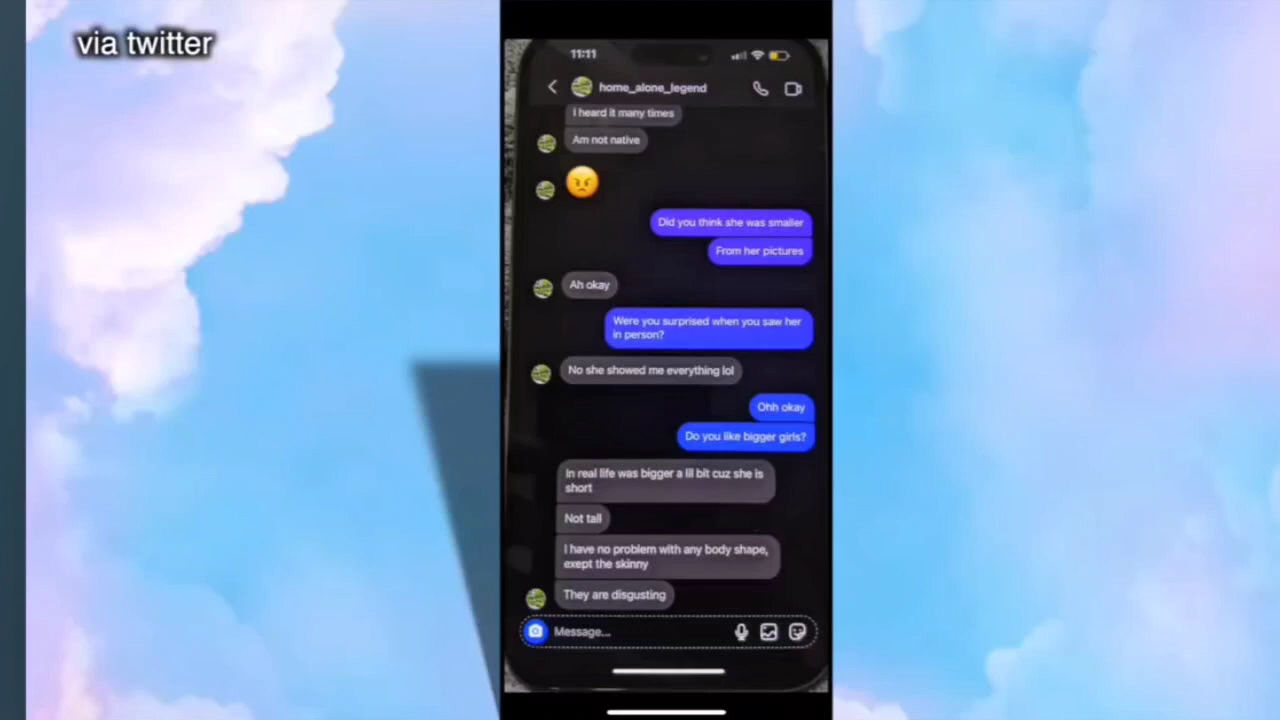 via twitter
11:11
home_alone_legend
I heard it many times
Am not native
Did you think she was smaller
From her pictures
Ah okay
Were you surprised when you saw her
in person?
No she showed me everything lol
Ohh okay
Do you like bigger girls?
In real life was bigger a lil bit cuz she is
short
Not tall
I have no problem with any body shape,
exept the skinny
They are disgusting
Message...